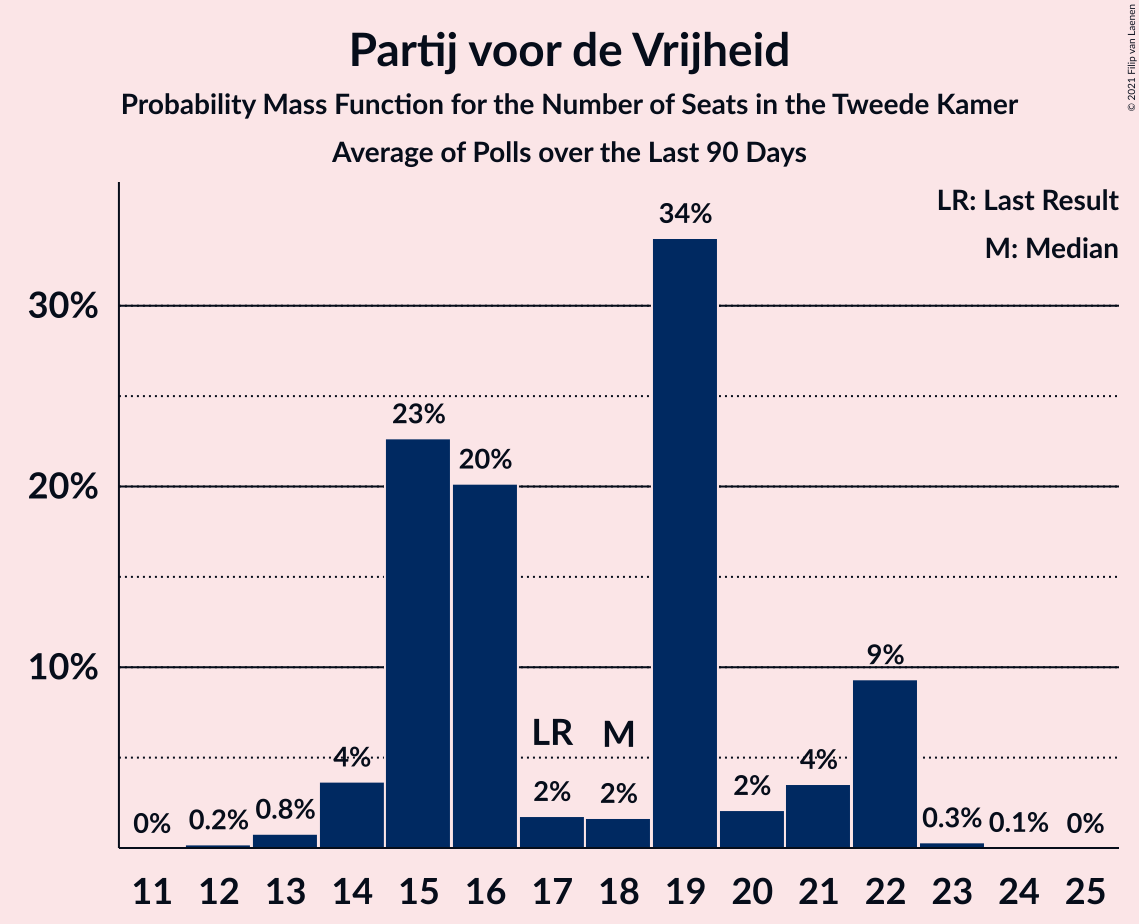 Partij voor de Vrijheid
Probability Mass Function for the Number of Seats in the Tweede Kamer
Average of Polls over the Last 90 Days
© 2021 Filip van Laenen
LR: Last Result
M: Median
34%
30%
23%
20%
20%
10%
9%
LR
M
4%
4%
2%
2%
2%
0%
0.2%
0.8%
0.3%
0.1%
0%
11 12 13 14 15 16 17 18 19 20 21 22 23 24 25